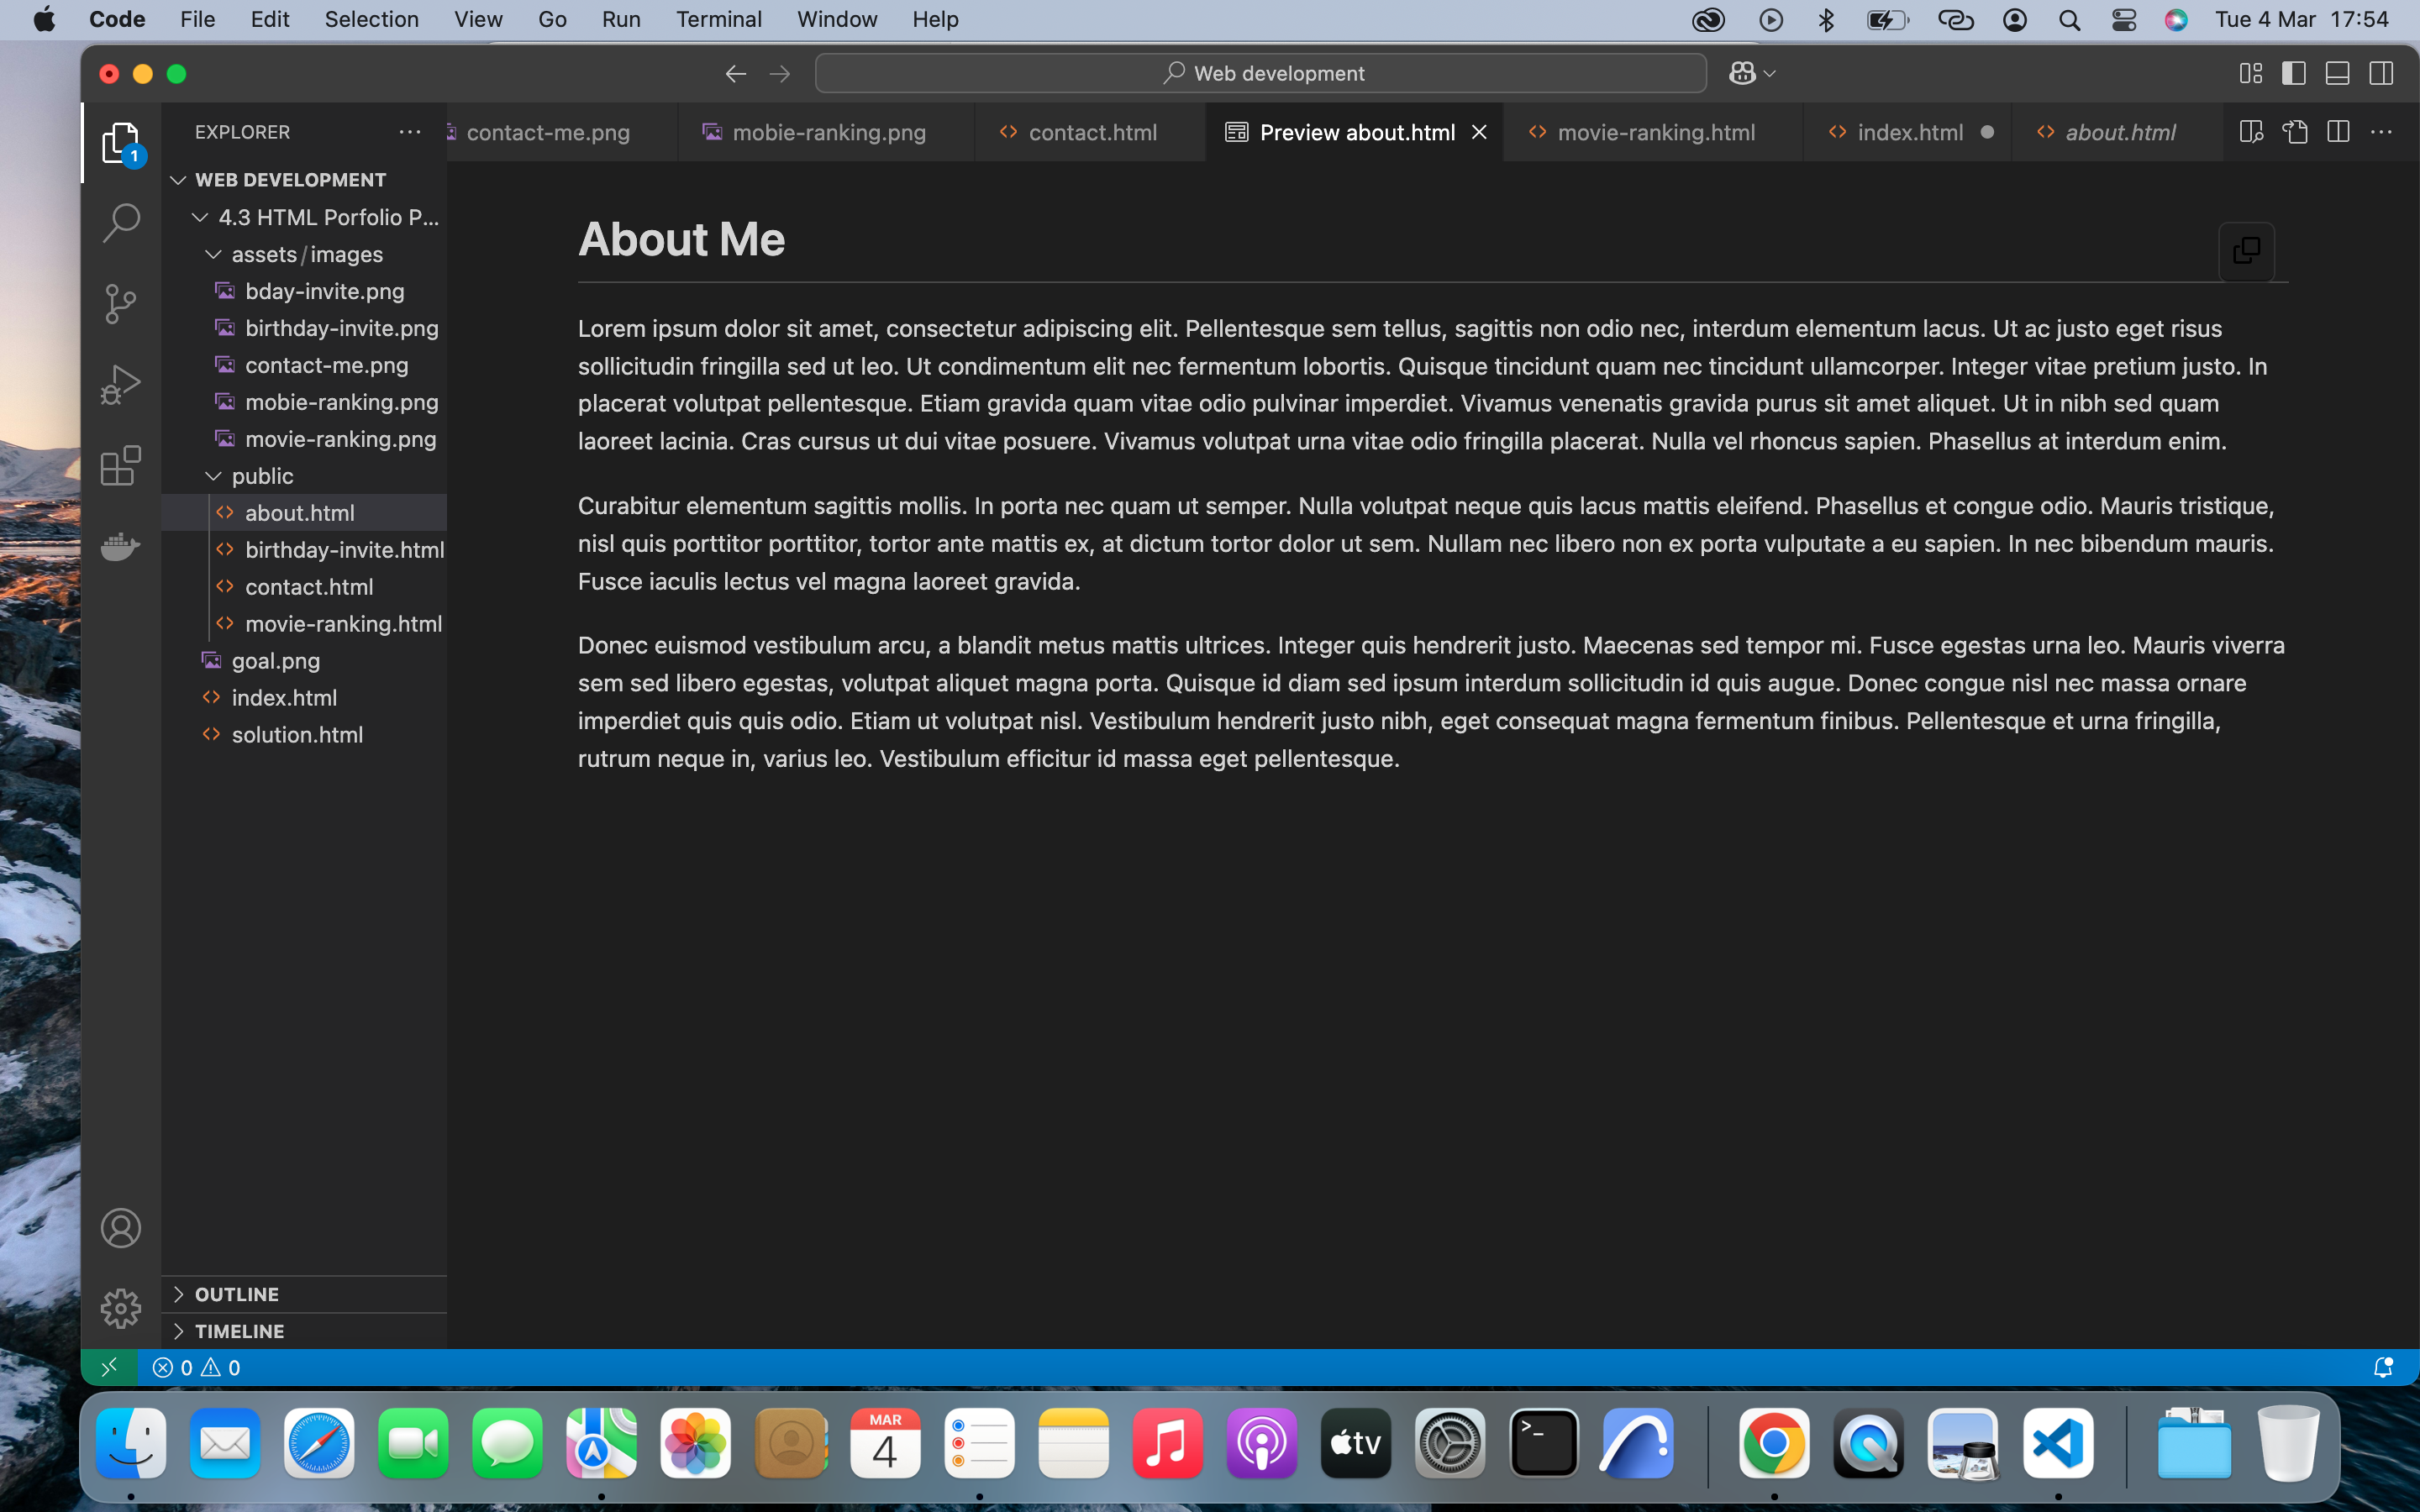 Code File Edit Selection View Go Run Terminal Window Help Tue 4 Mar 17:54
Web development
EXPLORER
contact-me.png mobie-ranking.png contact.html Preview about.html movie-ranking.html index.html about.html
1
WEB DEVELOPMENT
4.3 HTML Porfolio P...
assets/images
bday-invite.png
birthday-invite.png
contact-me.png
mobie-ranking.png
movie-ranking.png
public
about.html
birthday-invite.html
contact.html
movie-ranking.html
goal.png
index.html
solution.html
OUTLINE
TIMELINE
About Me
Lorem ipsum dolor sit amet, consectetur adipiscing elit. Pellentesque sem tellus, sagittis non odio nec, interdum elementum lacus. Ut ac justo eget risus
sollicitudin fringilla sed ut leo. Ut condimentum elit nec fermentum lobortis. Quisque tincidunt quam nec tincidunt ullamcorper. Integer vitae pretium justo. In
placerat volutpat pellentesque. Etiam gravida quam vitae odio pulvinar imperdiet. Vivamus venenatis gravida purus sit amet aliquet. Ut in nibh sed quam
laoreet lacinia. Cras cursus ut dui vitae posuere. Vivamus volutpat urna vitae odio fringilla placerat. Nulla vel rhoncus sapien. Phasellus at interdum enim.
Curabitur elementum sagittis mollis. In porta nec quam ut semper. Nulla volutpat neque quis lacus mattis eleifend. Phasellus et congue odio. Mauris tristique,
nisl quis porttitor porttitor, tortor ante mattis ex, at dictum tortor dolor ut sem. Nullam nec libero non ex porta vulputate a eu sapien. In nec bibendum mauris.
Fusce iaculis lectus vel magna laoreet gravida.
Donec euismod vestibulum arcu, a blandit metus mattis ultrices. Integer quis hendrerit justo. Maecenas sed tempor mi. Fusce egestas urna leo. Mauris viverra
sem sed libero egestas, volutpat aliquet magna porta. Quisque id diam sed ipsum interdum sollicitudin id quis augue. Donec congue nisl nec massa ornare
imperdiet quis quis odio. Etiam ut volutpat nisl. Vestibulum hendrerit justo nibh, eget consequat magna fermentum finibus. Pellentesque et urna fringilla,
rutrum neque in, varius leo. Vestibulum efficitur id massa eget pellentesque.
0 0
MAR
4
tv
>_